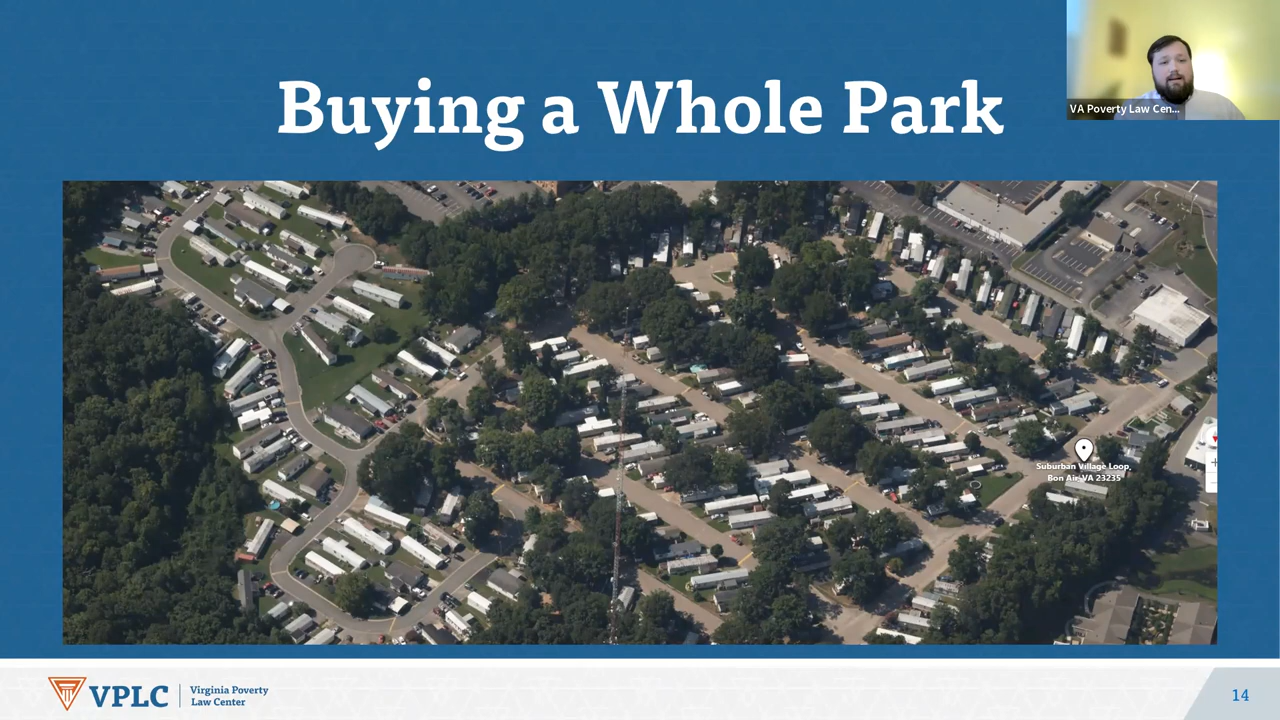 Buying a Whole Park
VA Poverty Law Cen...
Suburban Village Loop,
Bon Air, VA 23235
VPLC
Virginia Poverty
Law Center
14